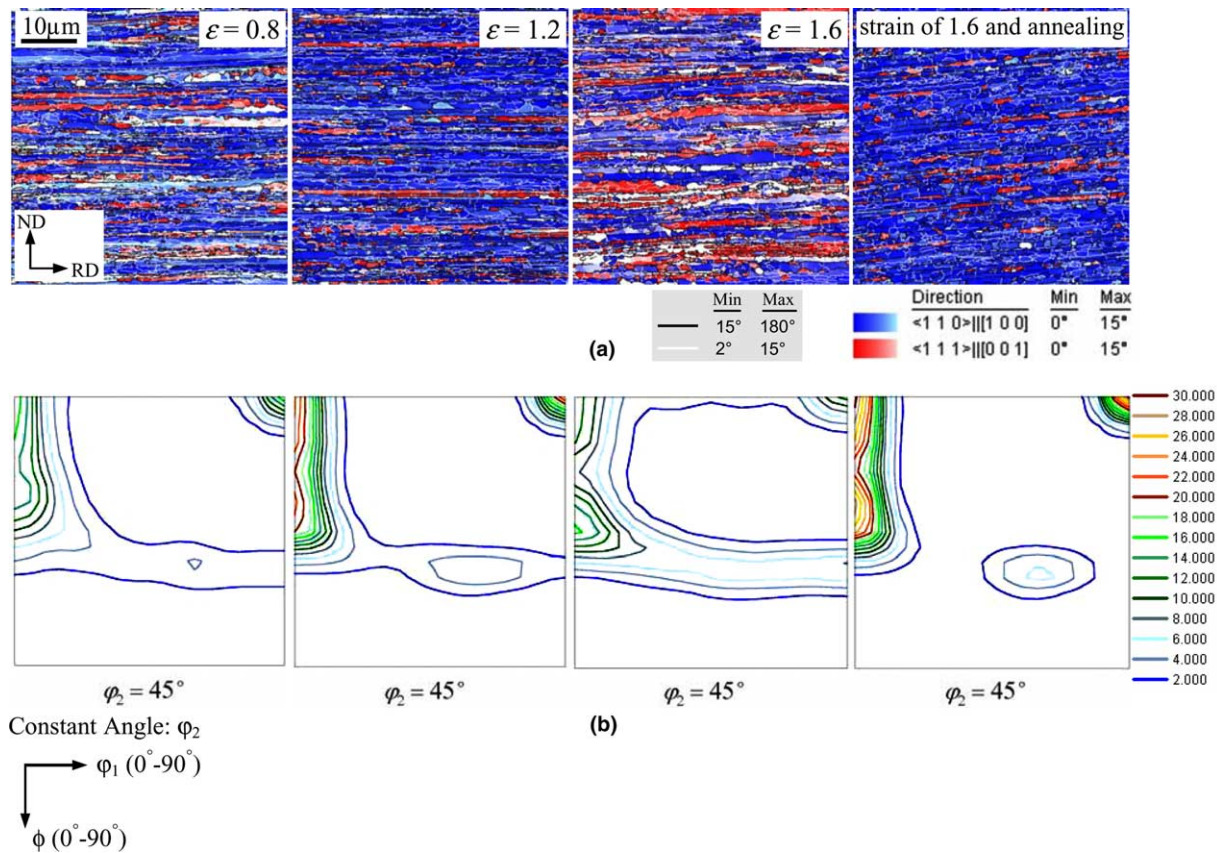 10μm
ε = 0.8
ε = 1.2
ε = 1.6
strain of 1.6 and annealing
ND
RD
(a)
Min Max
15° 180°
2° 15°
Direction Min Max
<1 1 0>||[1 0 0] 0° 15°
<1 1 1>||[0 0 1] 0° 15°
30.000
28.000
26.000
24.000
22.000
20.000
18.000
16.000
14.000
12.000
10.000
8.000
6.000
4.000
2.000
φ₂ = 45°
φ₂ = 45°
φ₂ = 45°
φ₂ = 45°
(b)
Constant Angle: φ₂
φ₁ (0°-90°)
ϕ (0°-90°)